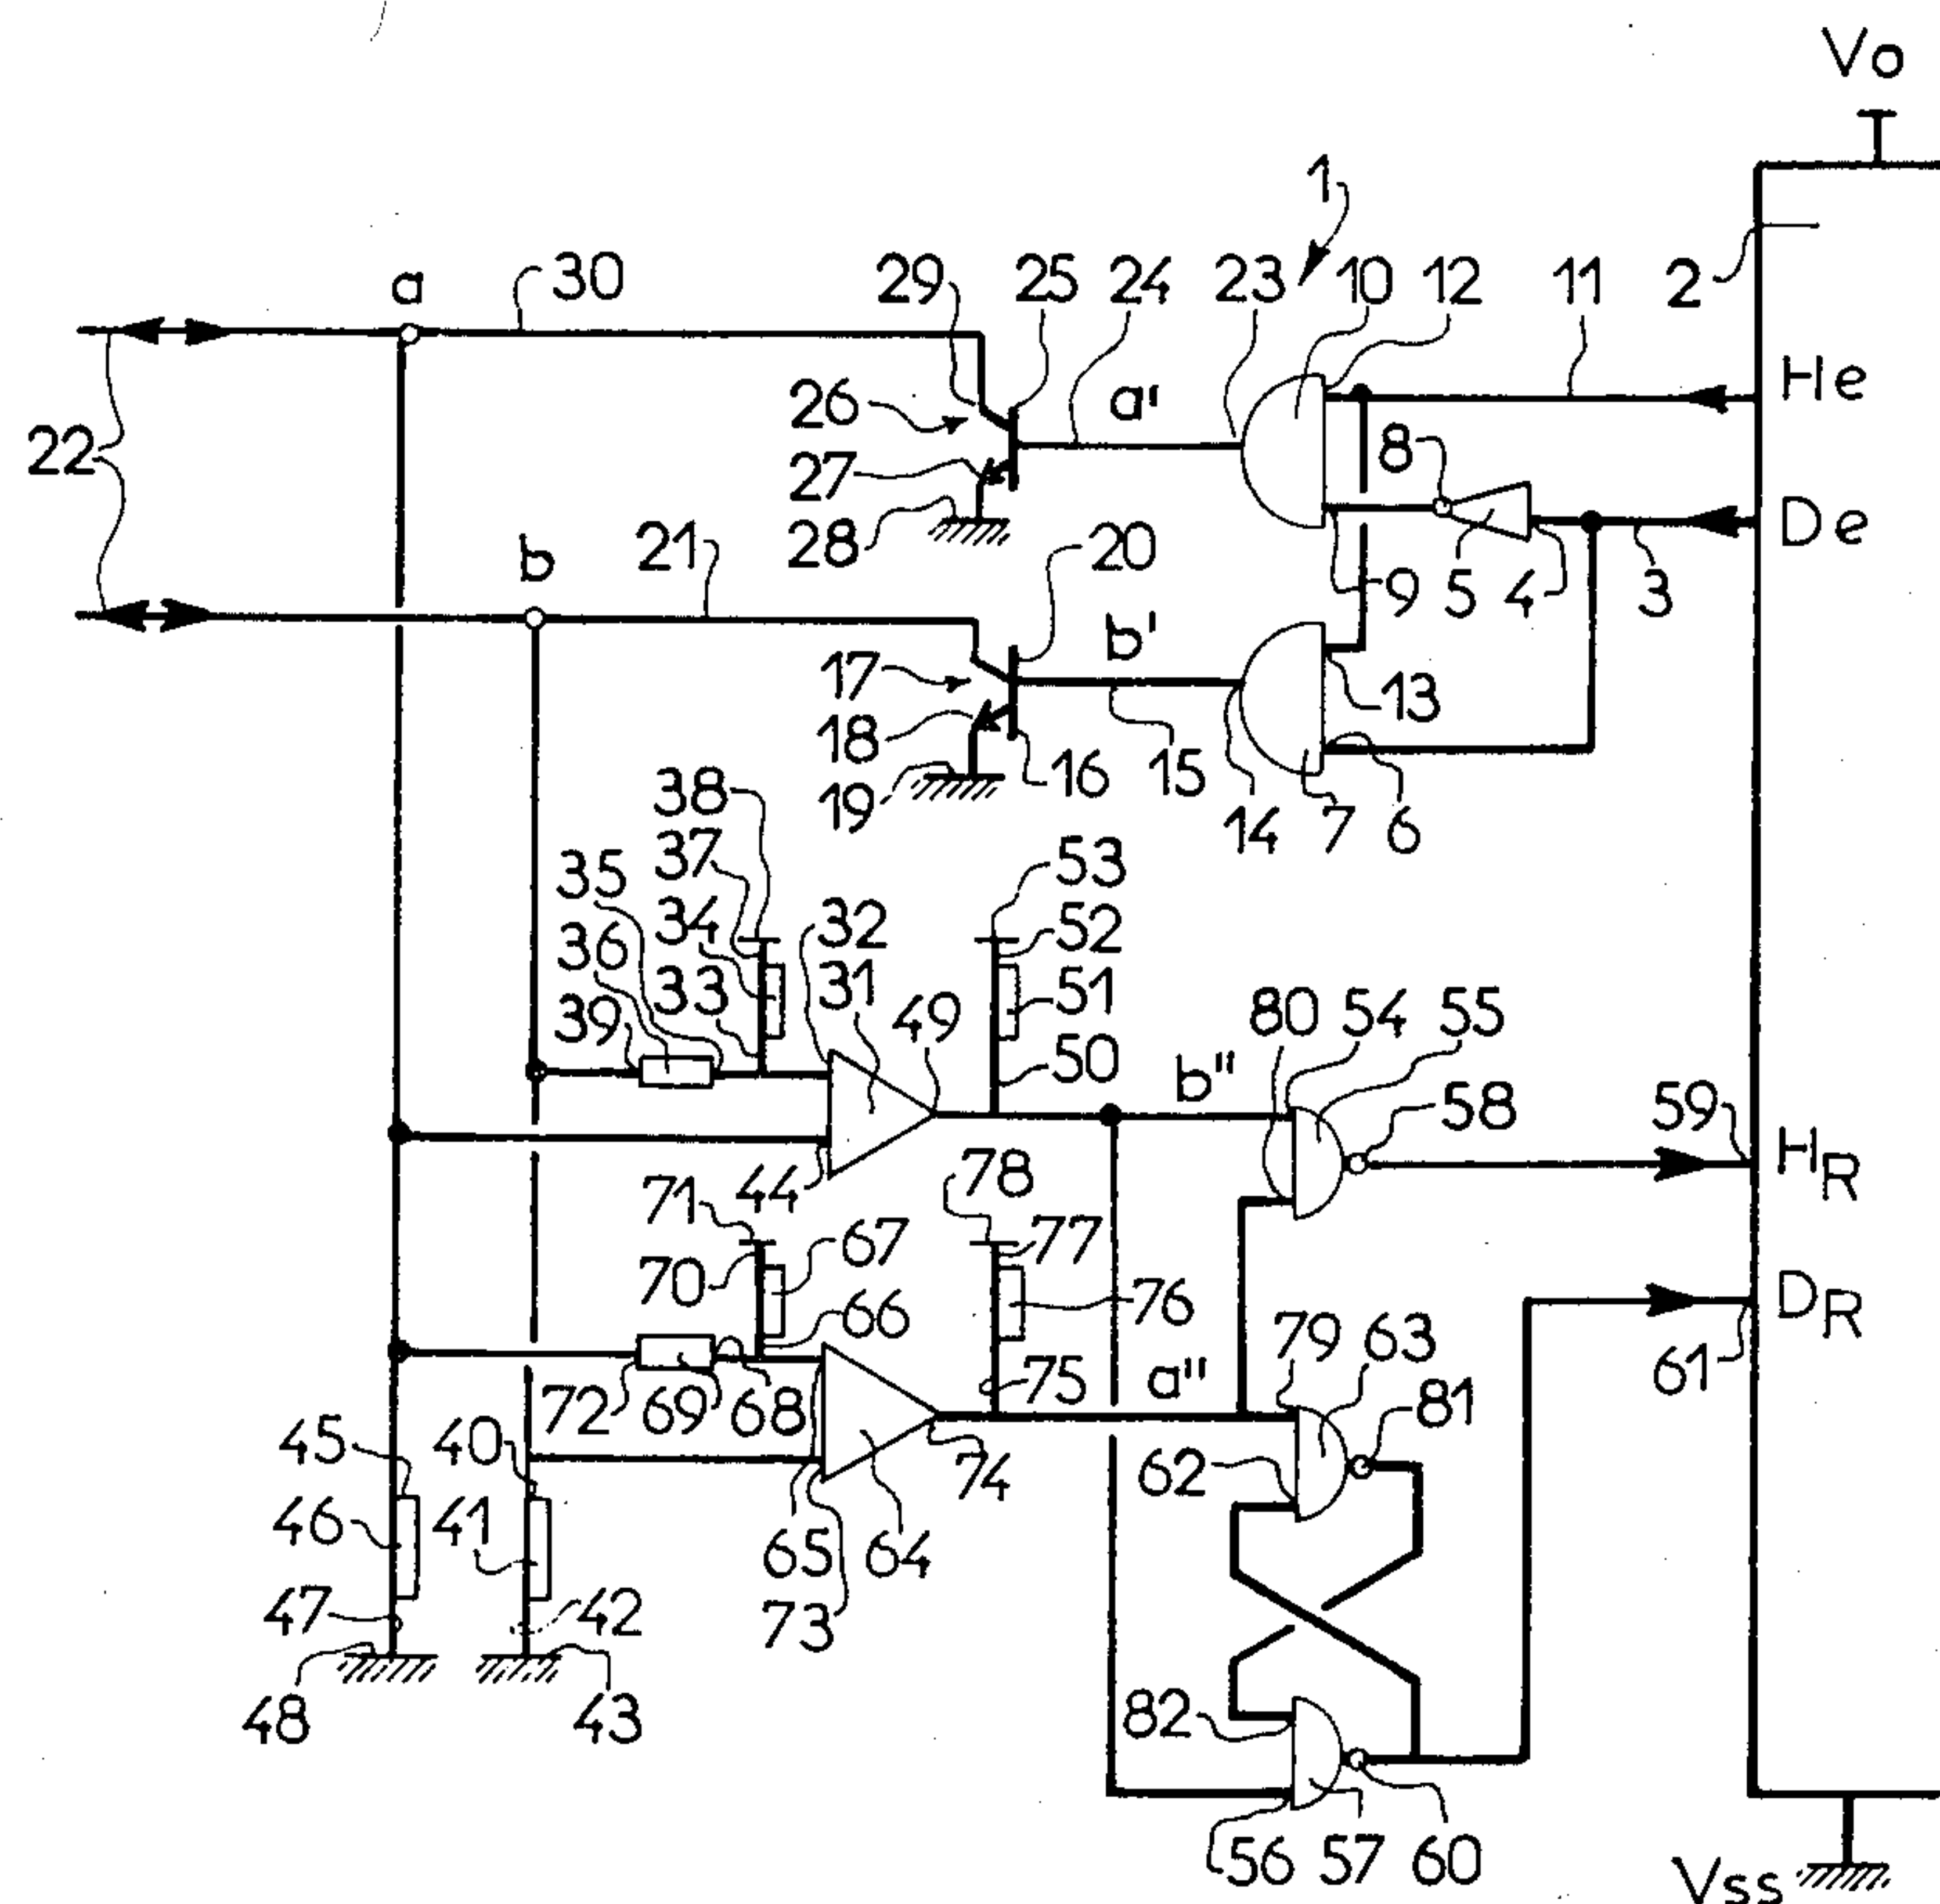 Vo
1
a 30 29 25 24 23 10 12 11 2
He
26 a' 8
22 27
De
b 21 28 20 9 5 4 3
b'
17 13
18
38 19 16 15 14 7 6
37 53
35
34 32 52
36
33 31 51
39 49 80 54 55
50 b" 58 59
HR
44 78
71 67 77
70 76 DR
66 79 63
75 a" 61
72 69 68 81
45 40 74 62
46 41 65 64
47 42 73
48 43 82
56 57 60
Vss